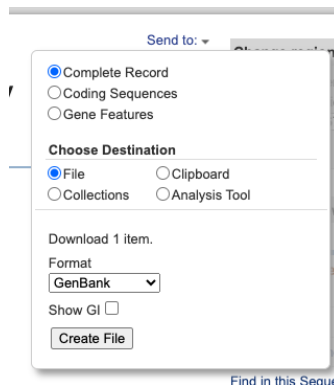 Send to:
Complete Record
Coding Sequences
Gene Features
Choose Destination
File Clipboard
Collections Analysis Tool
Download 1 item.
Format
GenBank
Show GI
Create File
Find in this Seque